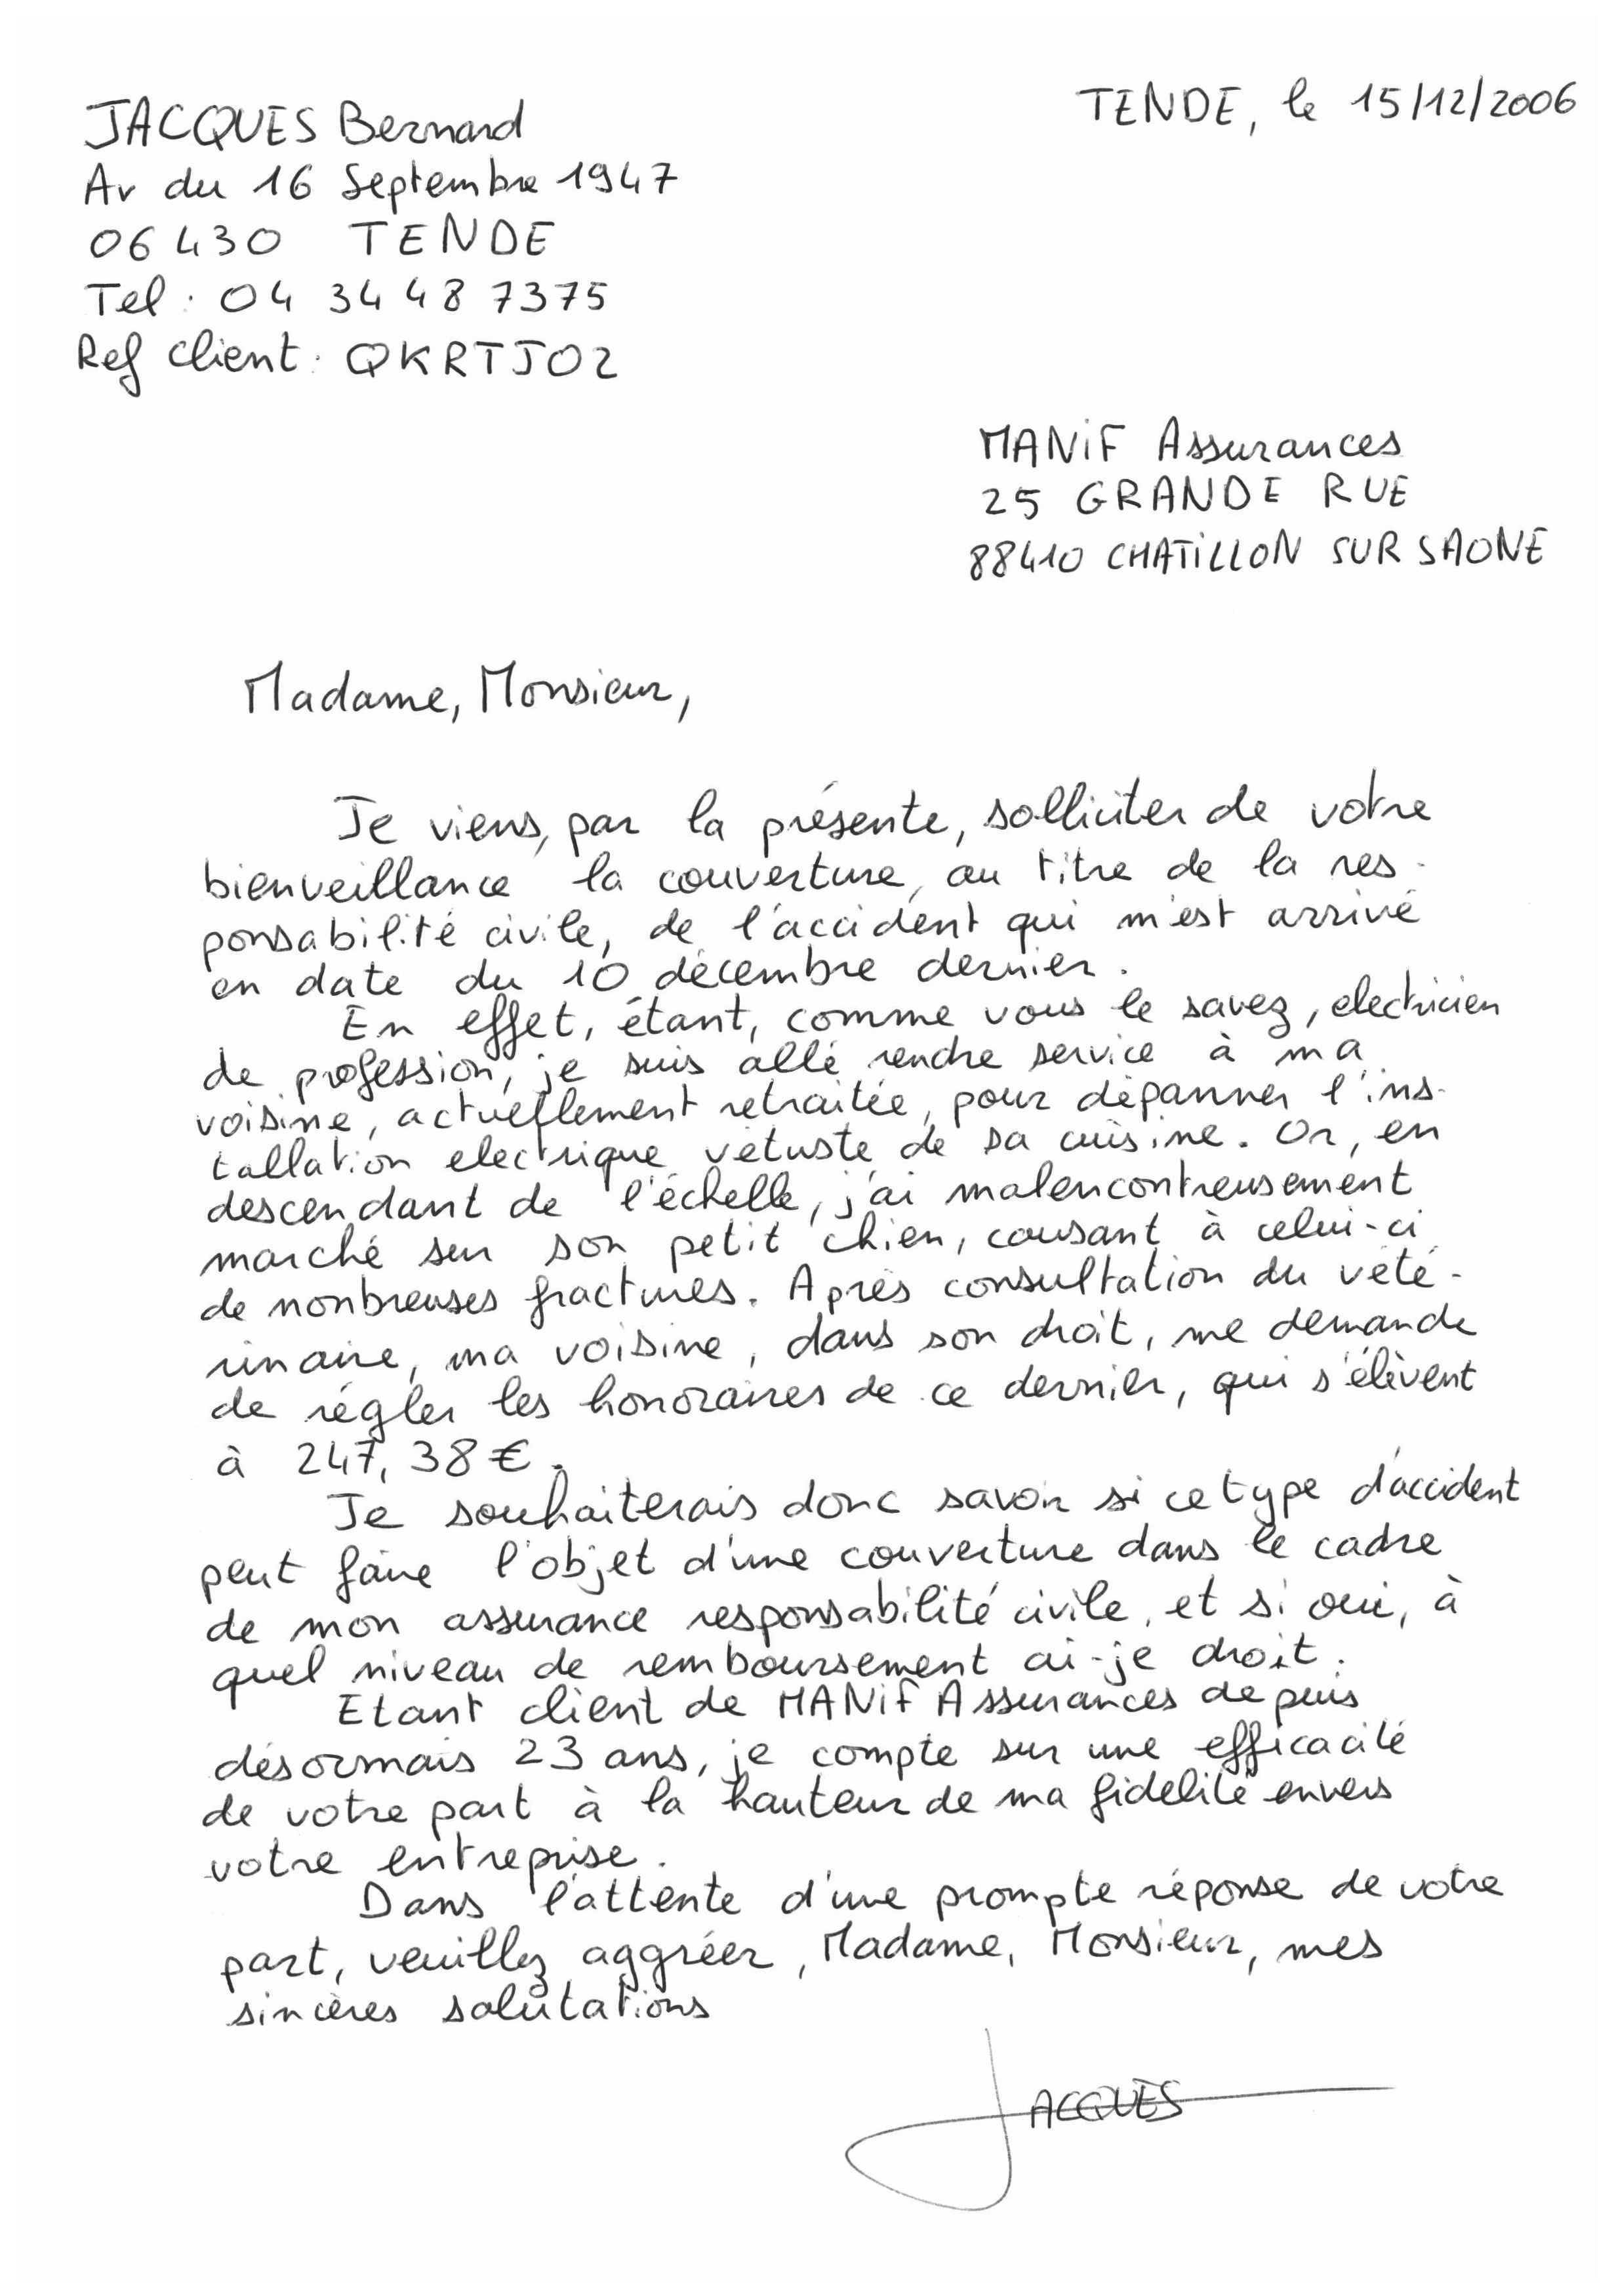 JACQUES Bernard
TENDE, le 15/12/2006
Av du 16 Septembre 1947
06430 TENDE
Tel : 04 34 48 7375
Ref client : QKRTJO2
MANiF Assurances
25 GRANDE RUE
88410 CHATiLLON SUR SAONE
Madame, Monsieur,
Je viens, par la présente, solliciter de votre
bienveillance la couverture, au titre de la res-
ponsabilité civile, de l'accident qui m'est arrivé
en date du 10 décembre dernier.
En effet, étant, comme vous le savez, electricien
de profession, je suis allé rendre service à ma
voisine, actuellement retraitée, pour dépanner l'ins-
tallation electrique vétuste de sa cuisine. Or, en
descendant de l'échelle, j'ai malencontreusement
marché sur son petit chien, causant à celui-ci
de nonbreuses fractures. Après consultation du vété-
rinaire, ma voisine, dans son droit, me demande
de régler les honoraires de ce dernier, qui s'élèvent
à 247,38 €.
Je souhaiterais donc savoir si ce type d'accident
peut faire l'objet d'une couverture dans le cadre
de mon assurance responsabilité civile, et si oui, à
quel niveau de remboursement ai-je droit.
Etant client de MANiF Assurances depuis
désormais 23 ans, je compte sur une efficacité
de votre part à la hauteur de ma fidelité envers
votre entreprise.
Dans l'attente d'une prompte réponse de votre
part, veuillez aggréer, Madame, Monsieur, mes
sincères salutations
JACQUES